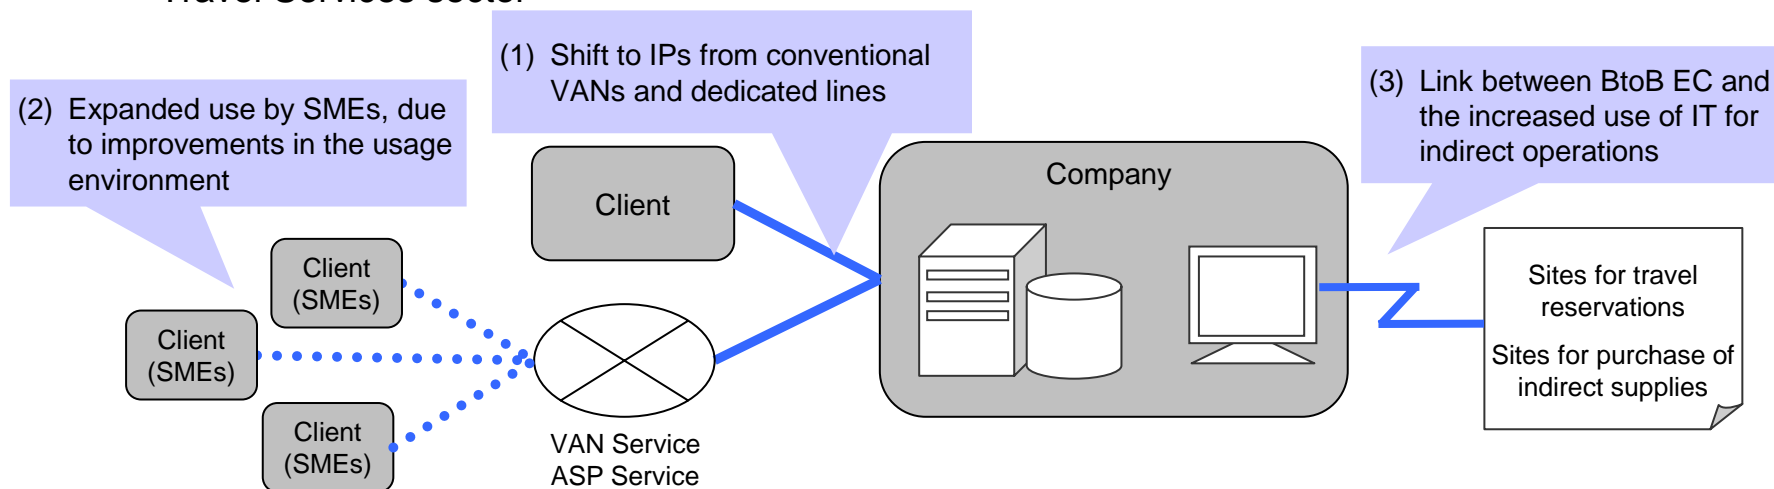 Travel Services sector
(1) Shift to IPs from conventional
VANs and dedicated lines
(2) Expanded use by SMEs, due
to improvements in the usage
environment
(3) Link between BtoB EC and
the increased use of IT for
indirect operations
Client
Company
Client
(SMEs)
Client
(SMEs)
Client
(SMEs)
VAN Service
ASP Service
Sites for travel
reservations
Sites for purchase of
indirect supplies